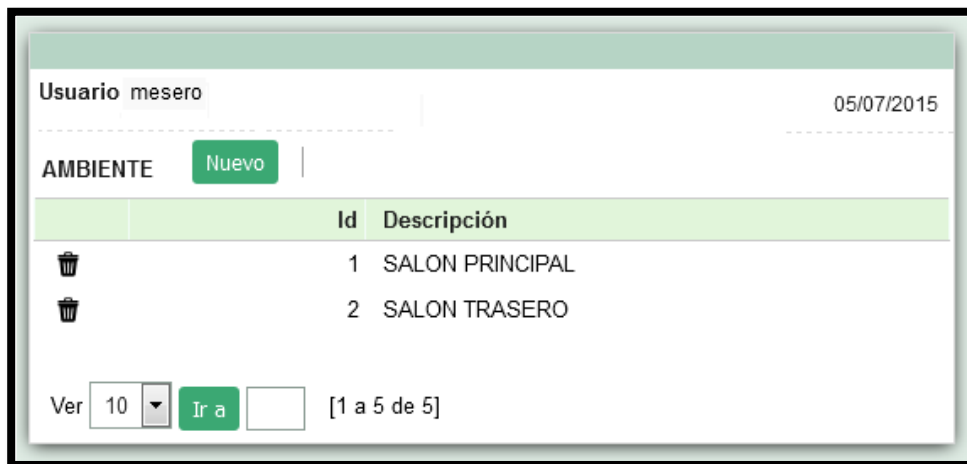 Usuario mesero
05/07/2015
AMBIENTE Nuevo
Id Descripción
1 SALON PRINCIPAL
2 SALON TRASERO
Ver 10 Ir a [1 a 5 de 5]